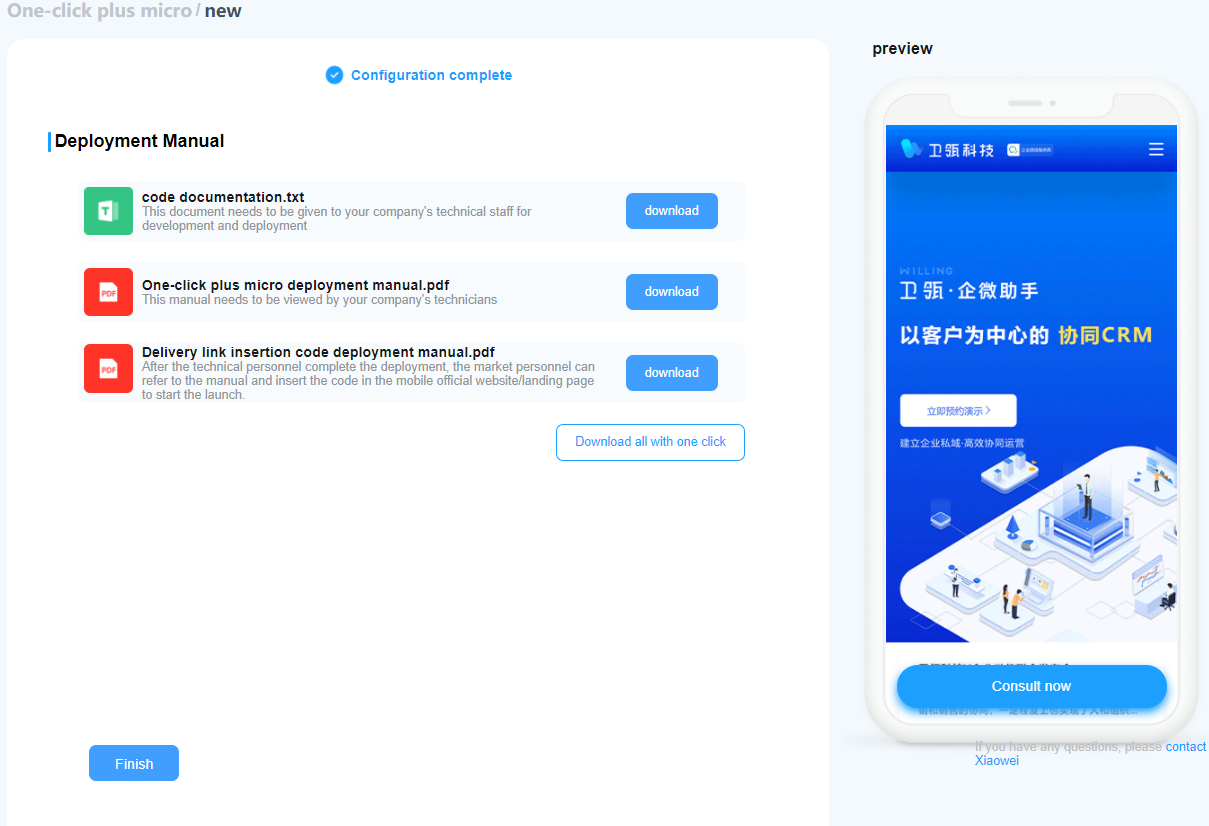 One-click plus micro / new
Configuration complete
Deployment Manual
code documentation.txt
This document needs to be given to your company's technical staff for
development and deployment
download
One-click plus micro deployment manual.pdf
This manual needs to be viewed by your company's technicians
download
Delivery link insertion code deployment manual.pdf
After the technical personnel complete the deployment, the market personnel can
refer to the manual and insert the code in the mobile official website/landing page
to start the launch.
download
Download all with one click
Finish
preview
卫瓴科技
WILLING
卫瓴·企微助手
以客户为中心的 协同CRM
立即预约演示
建立企业私域·高效协同运营
Consult now
If you have any questions, please contact
Xiaowei